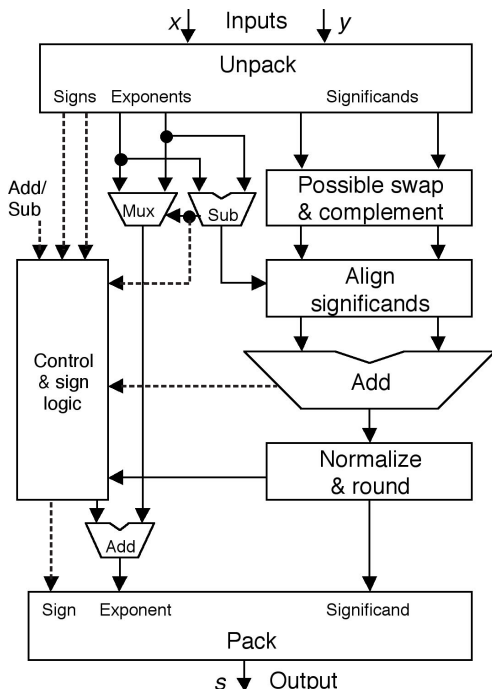 x Inputs y
Unpack
Signs Exponents Significands
Add/
Sub
Mux
Sub
Possible swap
& complement
Align
significands
Control
& sign
logic
Add
Normalize
& round
Add
Sign Exponent Significand
Pack
s Output